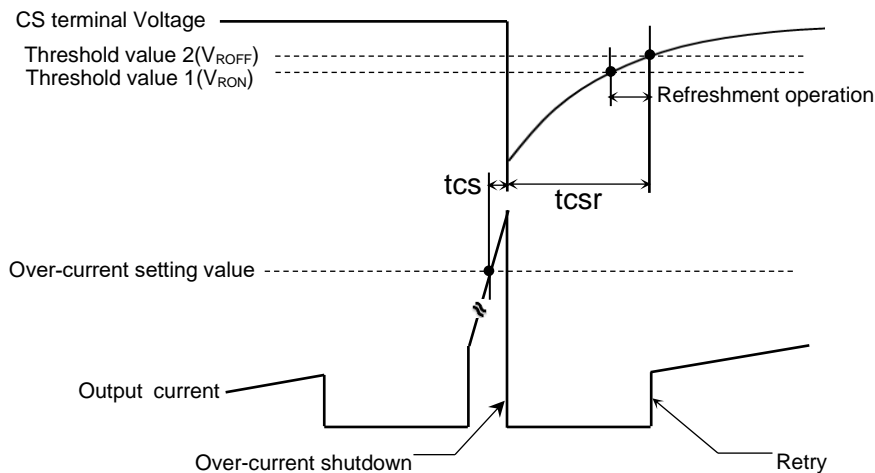 CS terminal Voltage
Threshold value 2(VROFF)
Threshold value 1(VRON)
Refreshment operation
tcs
tcsr
Over-current setting value
Output current
Over-current shutdown
Retry